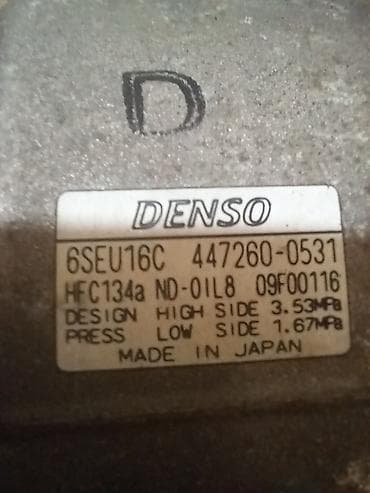 D
DENSO
6SEU16C 447260-0531
HFC134a ND-OIL8 09F00116
DESIGN HIGH SIDE 3.53MPa
PRESS LOW SIDE 1.67MPa
MADE IN JAPAN